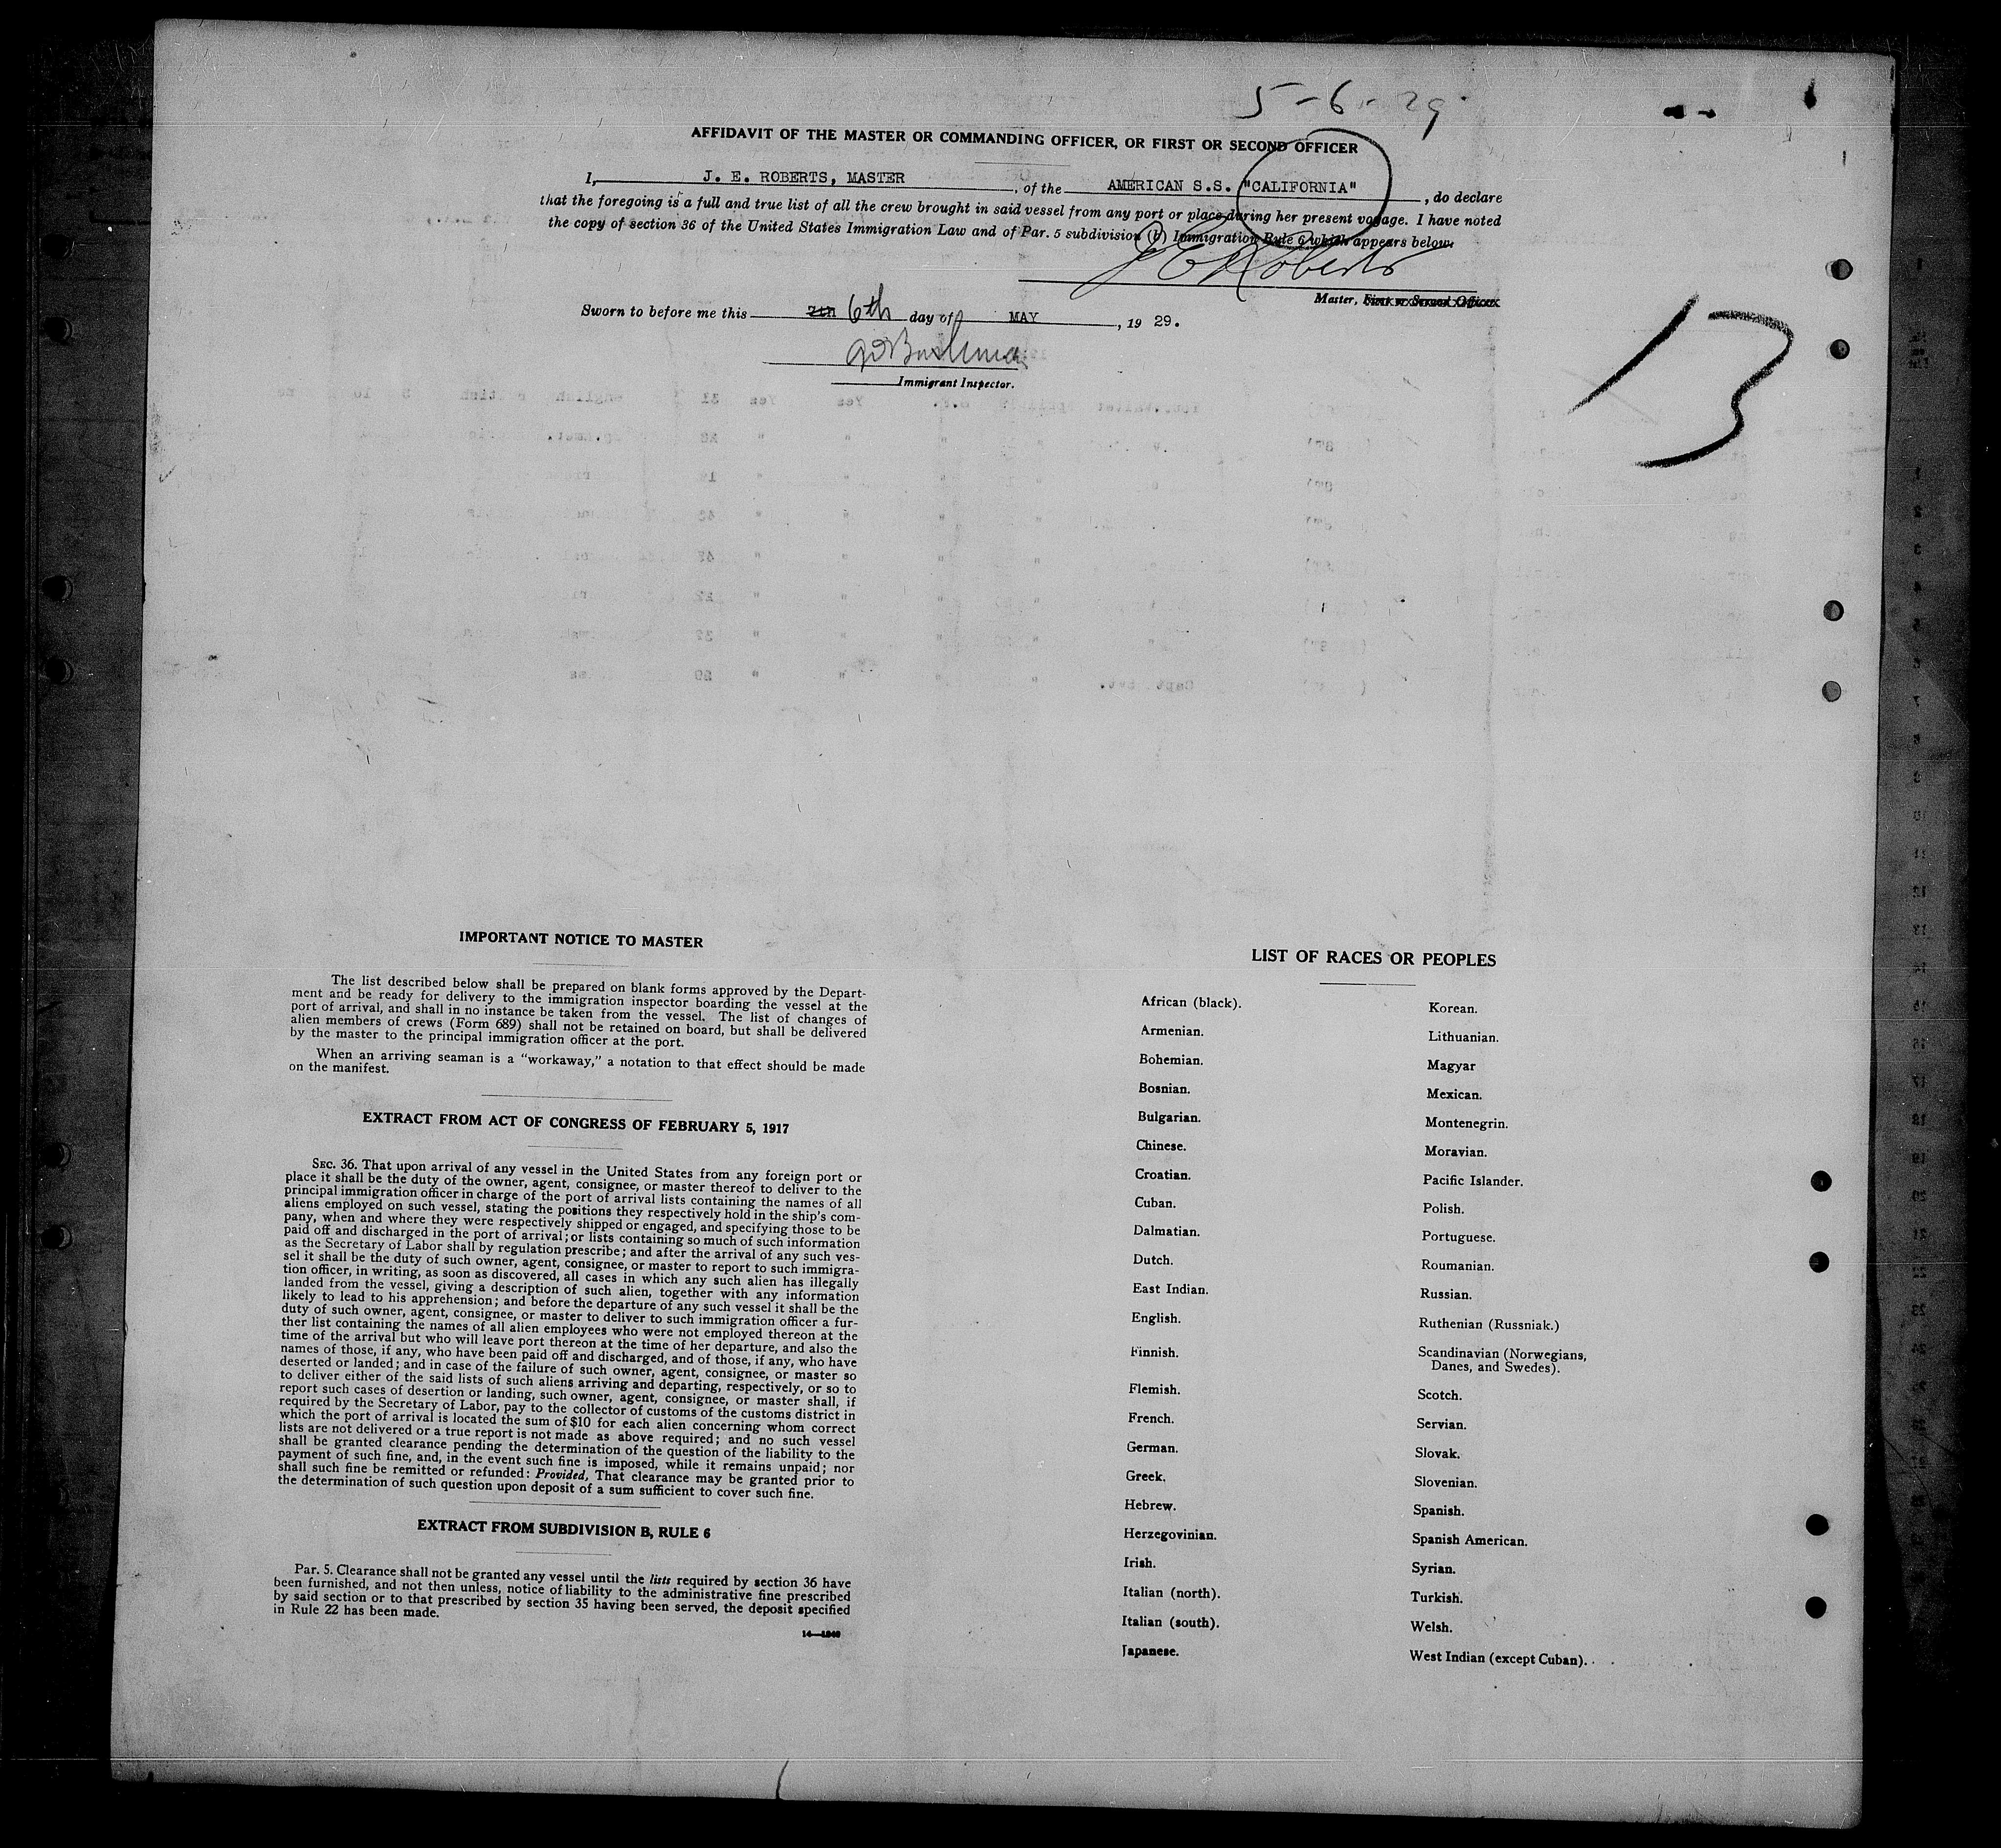 5-6-29
AFFIDAVIT OF THE MASTER OR COMMANDING OFFICER, OR FIRST OR SECOND OFFICER
I, J. E. ROBERTS, MASTER, of the AMERICAN S.S. "CALIFORNIA", do declare
that the foregoing is a full and true list of all the crew brought in said vessel from any port or place during her present voyage. I have noted
the copy of section 36 of the United States Immigration Law and of Par. 5 subdivision (b) Immigration Rule 6 which appears below.
J E Roberts
Master, First or Second Officer.
Sworn to before me this 7th 6th day of MAY, 19 29.
Immigrant Inspector.
13
IMPORTANT NOTICE TO MASTER
The list described below shall be prepared on blank forms approved by the Depart-
ment and be ready for delivery to the immigration inspector boarding the vessel at the
port of arrival, and shall in no instance be taken from the vessel. The list of changes of
alien members of crews (Form 689) shall not be retained on board, but shall be delivered
by the master to the principal immigration officer at the port.
When an arriving seaman is a "workaway," a notation to that effect should be made
on the manifest.
EXTRACT FROM ACT OF CONGRESS OF FEBRUARY 5, 1917
SEC. 36. That upon arrival of any vessel in the United States from any foreign port or
place it shall be the duty of the owner, agent, consignee, or master thereof to deliver to the
principal immigration officer in charge of the port of arrival lists containing the names of all
aliens employed on such vessel, stating the positions they respectively hold in the ship's com-
pany, when and where they were respectively shipped or engaged, and specifying those to be
paid off and discharged in the port of arrival; or lists containing so much of such information
as the Secretary of Labor shall by regulation prescribe; and after the arrival of any such ves-
sel it shall be the duty of such owner, agent, consignee, or master to report to such immigra-
tion officer, in writing, as soon as discovered, all cases in which any such alien has illegally
landed from the vessel, giving a description of such alien, together with any information
likely to lead to his apprehension; and before the departure of any such vessel it shall be the
duty of such owner, agent, consignee, or master to deliver to such immigration officer a fur-
ther list containing the names of all alien employees who were not employed thereon at the
time of the arrival but who will leave port thereon at the time of her departure, and also the
names of those, if any, who have been paid off and discharged, and of those, if any, who have
deserted or landed; and in case of the failure of such owner, agent, consignee, or master so
to deliver either of the said lists of such aliens arriving and departing, respectively, or so to
report such cases of desertion or landing, such owner, agent, consignee, or master shall, if
required by the Secretary of Labor, pay to the collector of customs of the customs district in
which the port of arrival is located the sum of $10 for each alien concerning whom correct
lists are not delivered or a true report is not made as above required; and no such vessel
shall be granted clearance pending the determination of the question of the liability to the
payment of such fine, and, in the event such fine is imposed, while it remains unpaid; nor
shall such fine be remitted or refunded: Provided, That clearance may be granted prior to
the determination of such question upon deposit of a sum sufficient to cover such fine.
EXTRACT FROM SUBDIVISION B, RULE 6
Par. 5. Clearance shall not be granted any vessel until the lists required by section 36 have
been furnished, and not then unless, notice of liability to the administrative fine prescribed
by said section or to that prescribed by section 35 having been served, the deposit specified
in Rule 22 has been made.
LIST OF RACES OR PEOPLES
African (black).
Armenian.
Bohemian.
Bosnian.
Bulgarian.
Chinese.
Croatian.
Cuban.
Dalmatian.
Dutch.
East Indian.
English.
Finnish.
Flemish.
French.
German.
Greek.
Hebrew.
Herzegovinian.
Irish.
Italian (north).
Italian (south).
Japanese.
Korean.
Lithuanian.
Magyar
Mexican.
Montenegrin.
Moravian.
Pacific Islander.
Polish.
Portuguese.
Roumanian.
Russian.
Ruthenian (Russniak.)
Scandinavian (Norwegians,
Danes, and Swedes).
Scotch.
Servian.
Slovak.
Slovenian.
Spanish.
Spanish American.
Syrian.
Turkish.
Welsh.
West Indian (except Cuban).